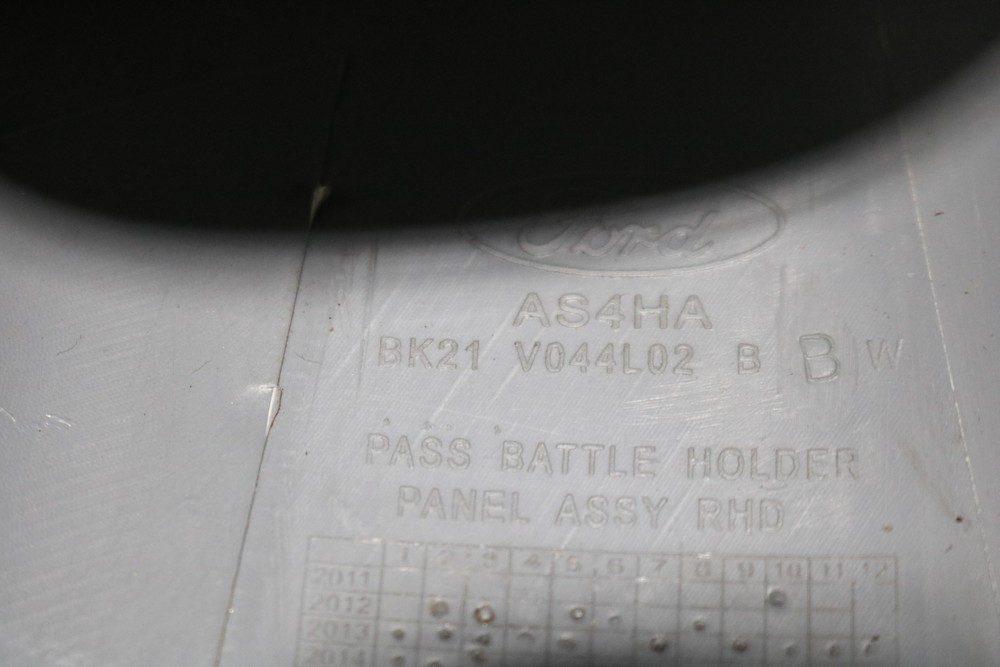 Ford
AS4HA
BK21 V044L02 B B W
PASS BATTLE HOLDER
PANEL ASSY RHD
1 2 3 4 5 6 7 8 9 10 11 12
2011
2012
2013
2014